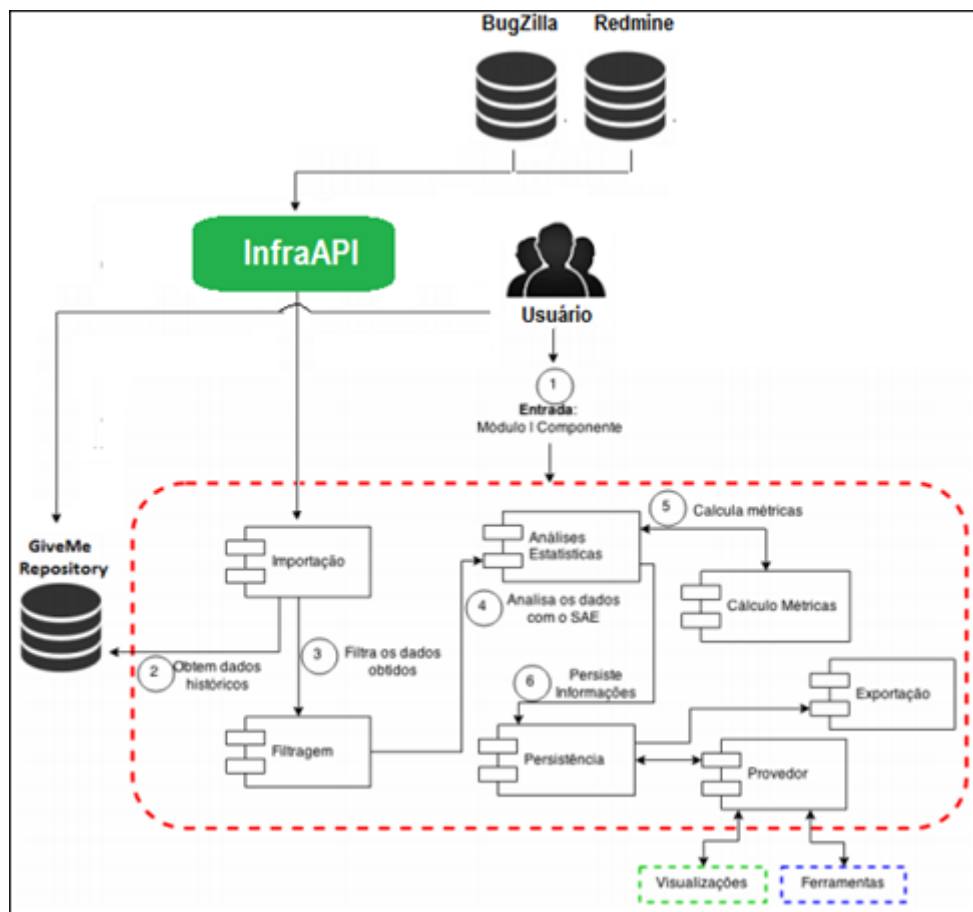 BugZilla
Redmine
InfraAPI
Usuário
1
Entrada:
Módulo | Componente
GiveMe
Repository
Importação
Análises
Estatisticas
5
Calcula métricas
Cálculo Métricas
4
Analisa os dados
com o SAE
2
Obtem dados
históricos
3
Filtra os dados
obtidos
6
Persiste
Informações
Exportação
Filtragem
Persistência
Provedor
Visualizações
Ferramentas